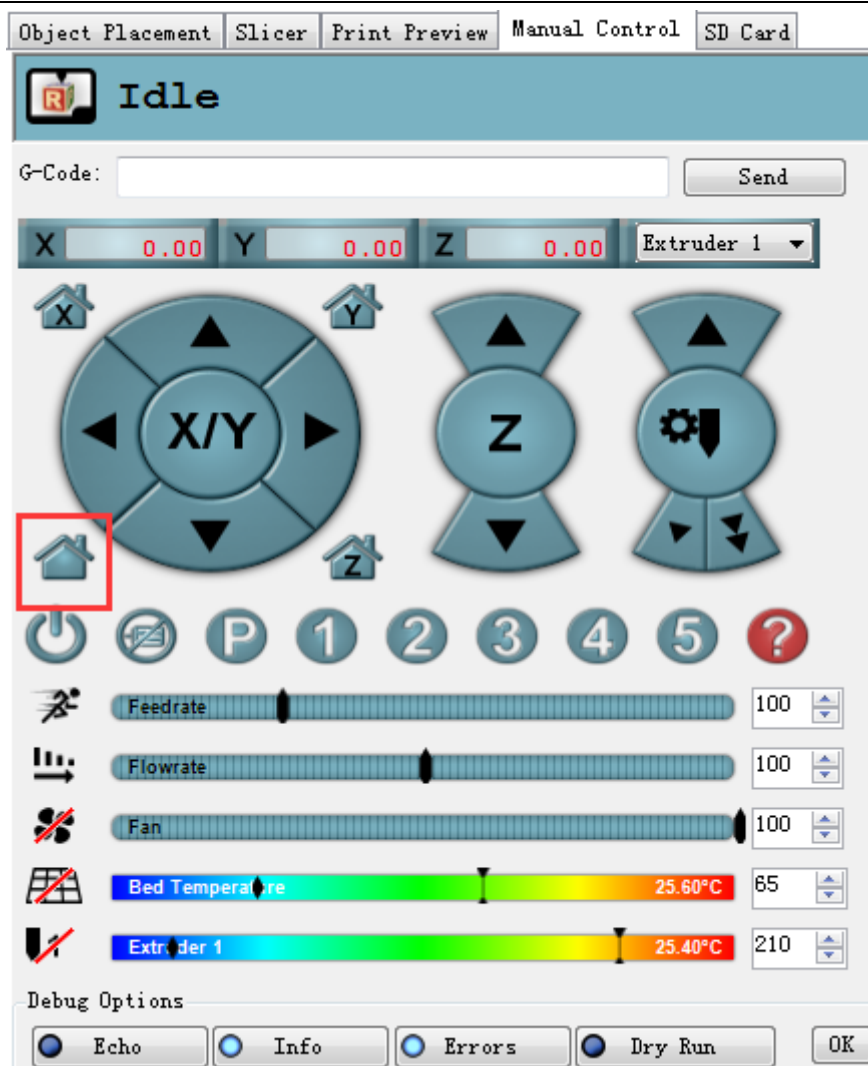 Object Placement Slicer Print Preview Manual Control SD Card
R
Idle
G-Code: Send
X 0.00 Y 0.00 Z 0.00 Extruder 1
X Y
X/Y Z
Z
P 1 2 3 4 5 ?
Feedrate 100
Flowrate 100
Fan 100
Bed Temperature 25.60°C 65
1 Extruder 1 25.40°C 210
Debug Options
Echo Info Errors Dry Run OK